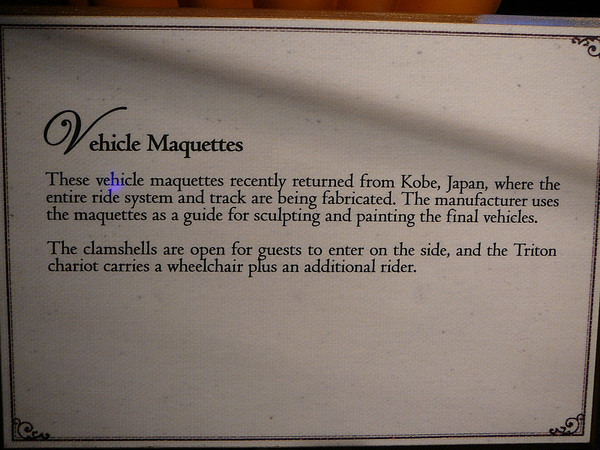 Vehicle Maquettes
These vehicle maquettes recently returned from Kobe, Japan, where the
entire ride system and track are being fabricated. The manufacturer uses
the maquettes as a guide for sculpting and painting the final vehicles.
The clamshells are open for guests to enter on the side, and the Triton
chariot carries a wheelchair plus an additional rider.